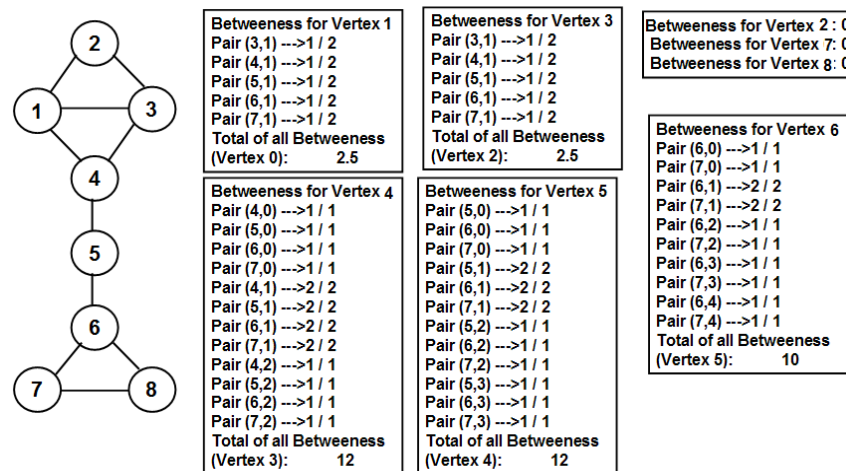 2
1
3
4
5
6
7
8
Betweeness for Vertex 1
Pair (3,1) --->1 / 2
Pair (4,1) --->1 / 2
Pair (5,1) --->1 / 2
Pair (6,1) --->1 / 2
Pair (7,1) --->1 / 2
Total of all Betweeness
(Vertex 0): 2.5
Betweeness for Vertex 3
Pair (3,1) --->1 / 2
Pair (4,1) --->1 / 2
Pair (5,1) --->1 / 2
Pair (6,1) --->1 / 2
Pair (7,1) --->1 / 2
Total of all Betweeness
(Vertex 2): 2.5
Betweeness for Vertex 2 : 0
Betweeness for Vertex 7: 0
Betweeness for Vertex 8: 0
Betweeness for Vertex 4
Pair (4,0) --->1 / 1
Pair (5,0) --->1 / 1
Pair (6,0) --->1 / 1
Pair (7,0) --->1 / 1
Pair (4,1) --->2 / 2
Pair (5,1) --->2 / 2
Pair (6,1) --->2 / 2
Pair (7,1) --->2 / 2
Pair (4,2) --->1 / 1
Pair (5,2) --->1 / 1
Pair (6,2) --->1 / 1
Pair (7,2) --->1 / 1
Total of all Betweeness
(Vertex 3): 12
Betweeness for Vertex 5
Pair (5,0) --->1 / 1
Pair (6,0) --->1 / 1
Pair (7,0) --->1 / 1
Pair (5,1) --->2 / 2
Pair (6,1) --->2 / 2
Pair (7,1) --->2 / 2
Pair (5,2) --->1 / 1
Pair (6,2) --->1 / 1
Pair (7,2) --->1 / 1
Pair (5,3) --->1 / 1
Pair (6,3) --->1 / 1
Pair (7,3) --->1 / 1
Total of all Betweeness
(Vertex 4): 12
Betweeness for Vertex 6
Pair (6,0) --->1 / 1
Pair (7,0) --->1 / 1
Pair (6,1) --->2 / 2
Pair (7,1) --->2 / 2
Pair (6,2) --->1 / 1
Pair (7,2) --->1 / 1
Pair (6,3) --->1 / 1
Pair (7,3) --->1 / 1
Pair (6,4) --->1 / 1
Pair (7,4) --->1 / 1
Total of all Betweeness
(Vertex 5): 10